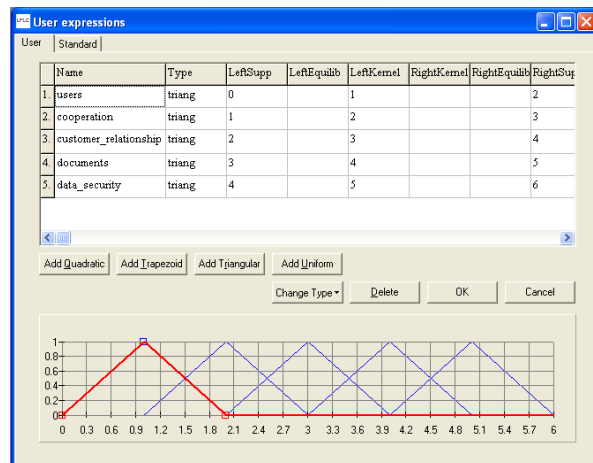 LFLC User expressions
User Standard
Name Type LeftSupp LeftEquilib LeftKernel RightKernel RightEquilib RightSup
1. users triang 0 1 2
2. cooperation triang 1 2 3
3. customer_relationship triang 2 3 4
4. documents triang 3 4 5
5. data_security triang 4 5 6
Add Quadratic Add Trapezoid Add Triangular Add Uniform
Change Type Delete OK Cancel
1
0.8
0.6
0.4
0.2
0
0 0.3 0.6 0.9 1.2 1.5 1.8 2.1 2.4 2.7 3 3.3 3.6 3.9 4.2 4.5 4.8 5.1 5.4 5.7 6